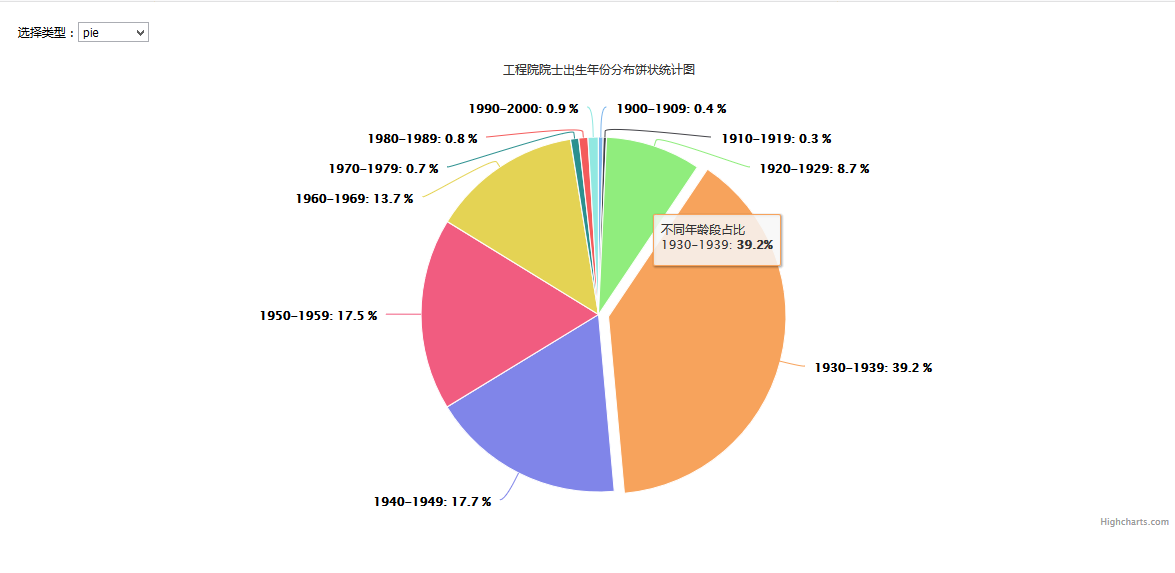 选择类型：pie
工程院院士出生年份分布饼状统计图
1990-2000: 0.9 %
1900-1909: 0.4 %
1980-1989: 0.8 %
1910-1919: 0.3 %
1970-1979: 0.7 %
1920-1929: 8.7 %
1960-1969: 13.7 %
不同年龄段占比
1930-1939: 39.2%
1950-1959: 17.5 %
1930-1939: 39.2 %
1940-1949: 17.7 %
Highcharts.com